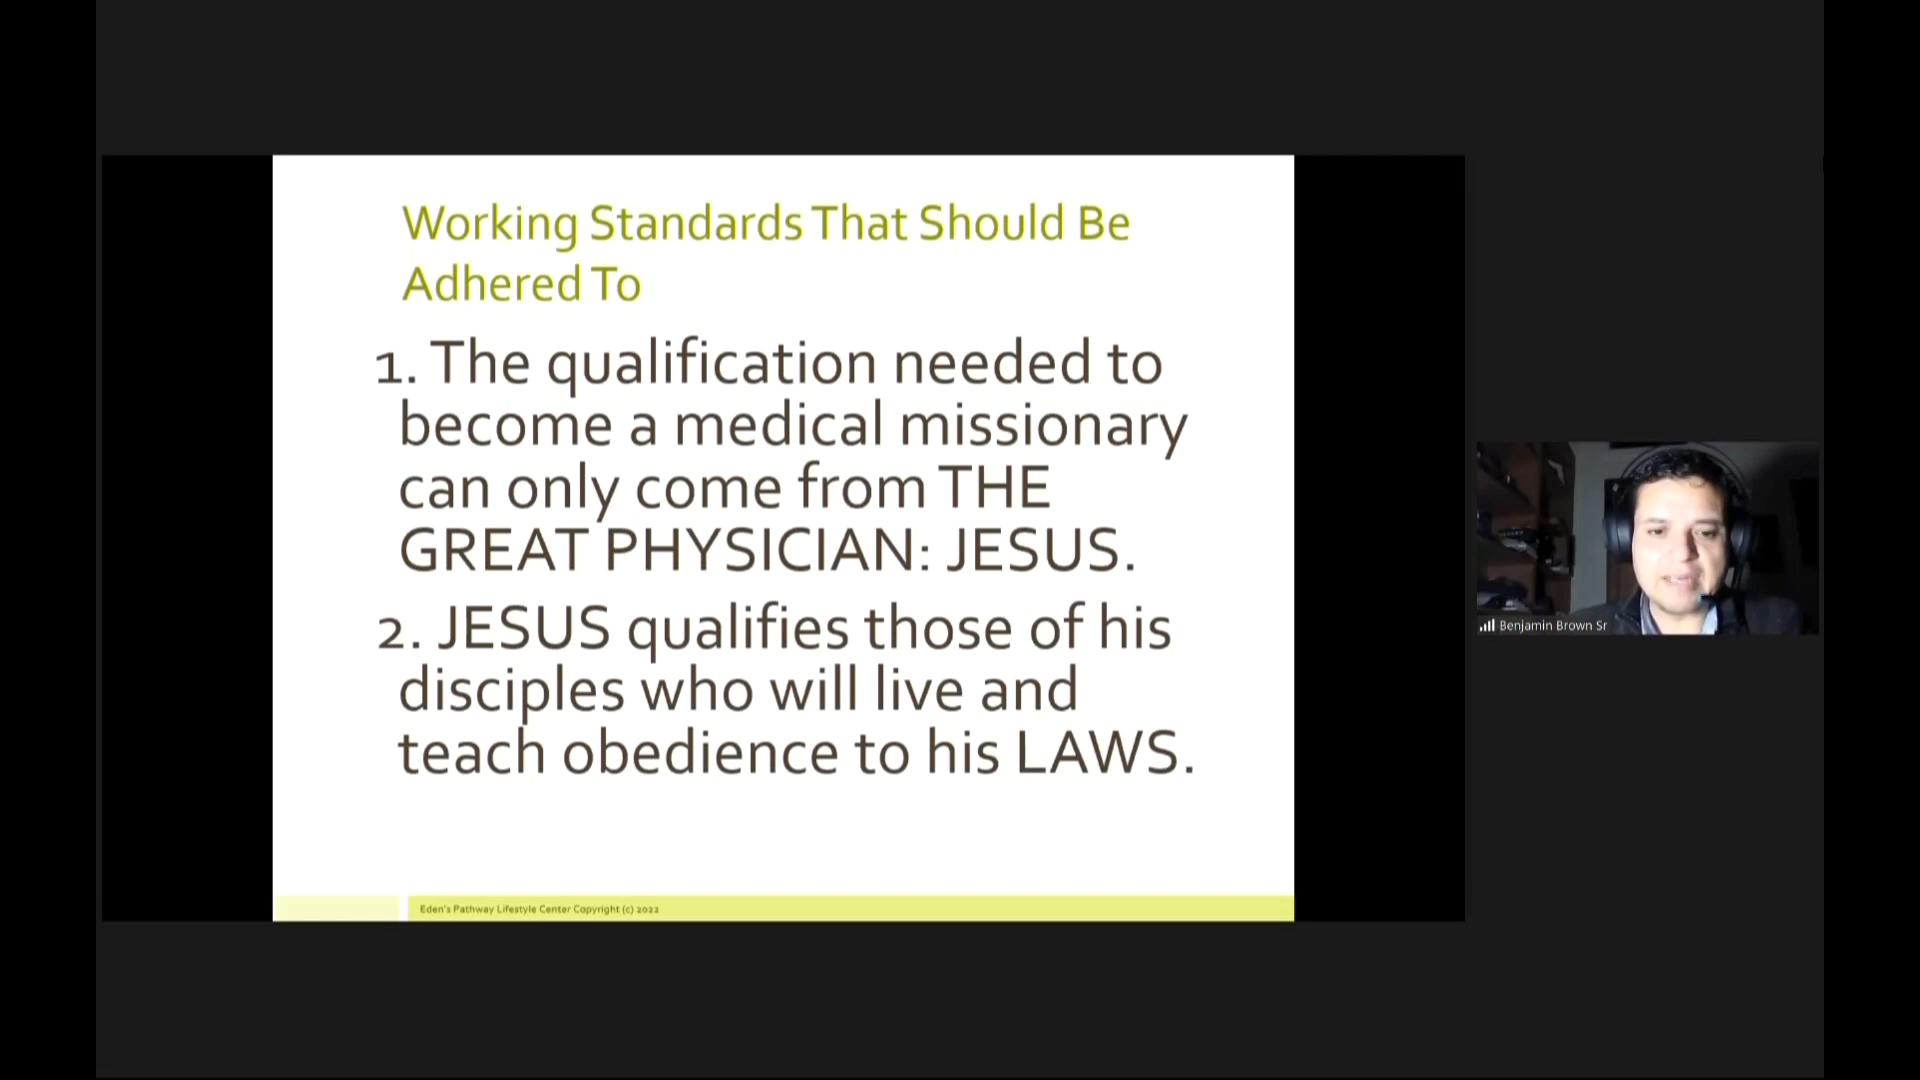 Working Standards That Should Be
Adhered To
1. The qualification needed to
become a medical missionary
can only come from THE
GREAT PHYSICIAN: JESUS.
2. JESUS qualifies those of his
disciples who will live and
teach obedience to his LAWS.
Eden's Pathway Lifestyle Center Copyright (c) 2022
Benjamin Brown Sr